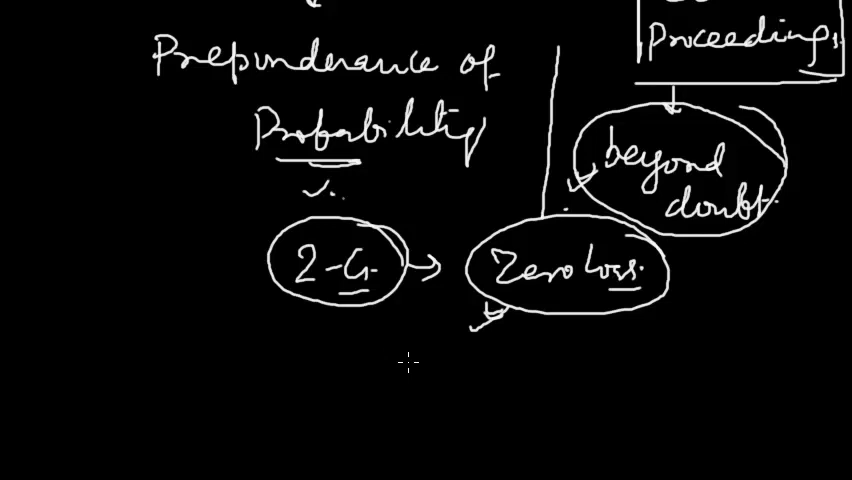 Preponderance of
Probability
Proceedings
beyond
doubt.
2-G
Zero Loss.